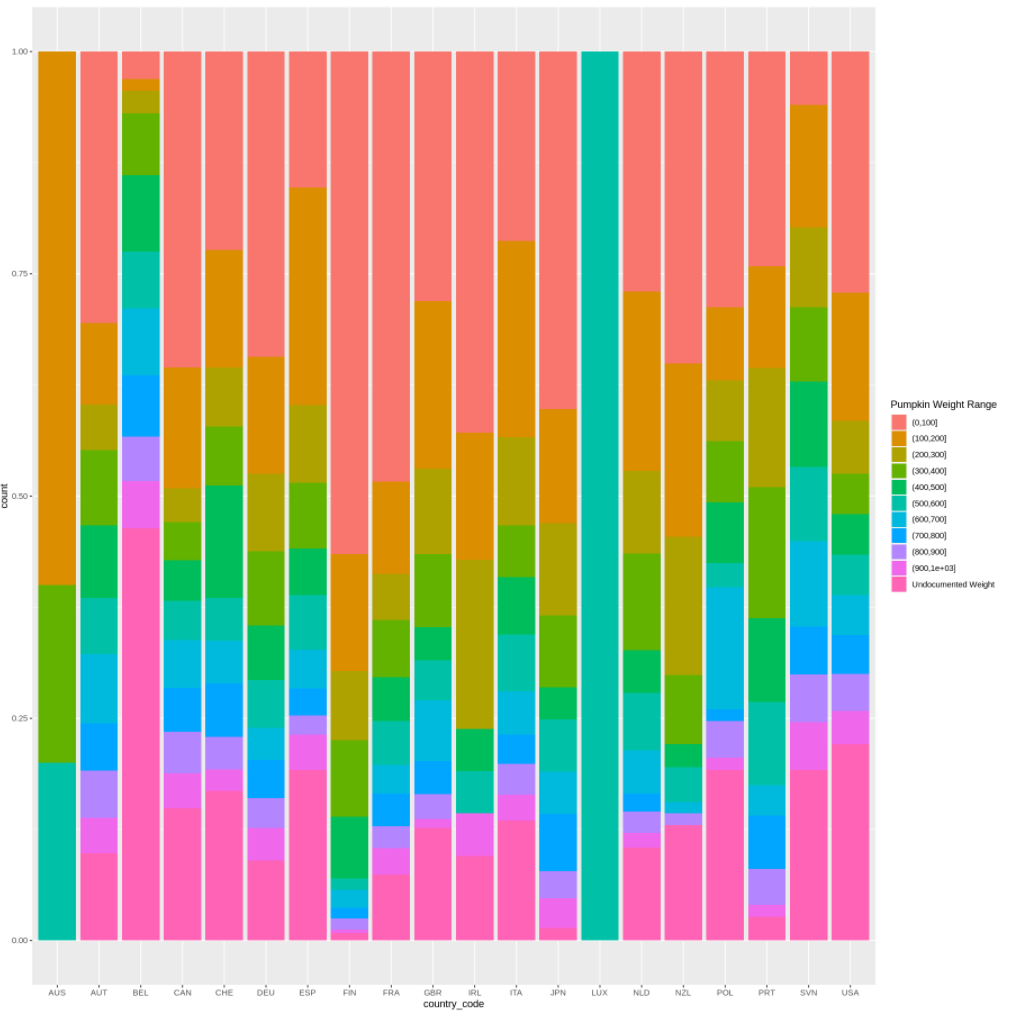 1.00
0.75
0.50
0.25
0.00
count
AUS AUT BEL CAN CHE DEU ESP FIN FRA GBR IRL ITA JPN LUX NLD NZL POL PRT SVN USA
country_code
Pumpkin Weight Range
(0,100]
(100,200]
(200,300]
(300,400]
(400,500]
(500,600]
(600,700]
(700,800]
(800,900]
(900,1e+03]
Undocumented Weight